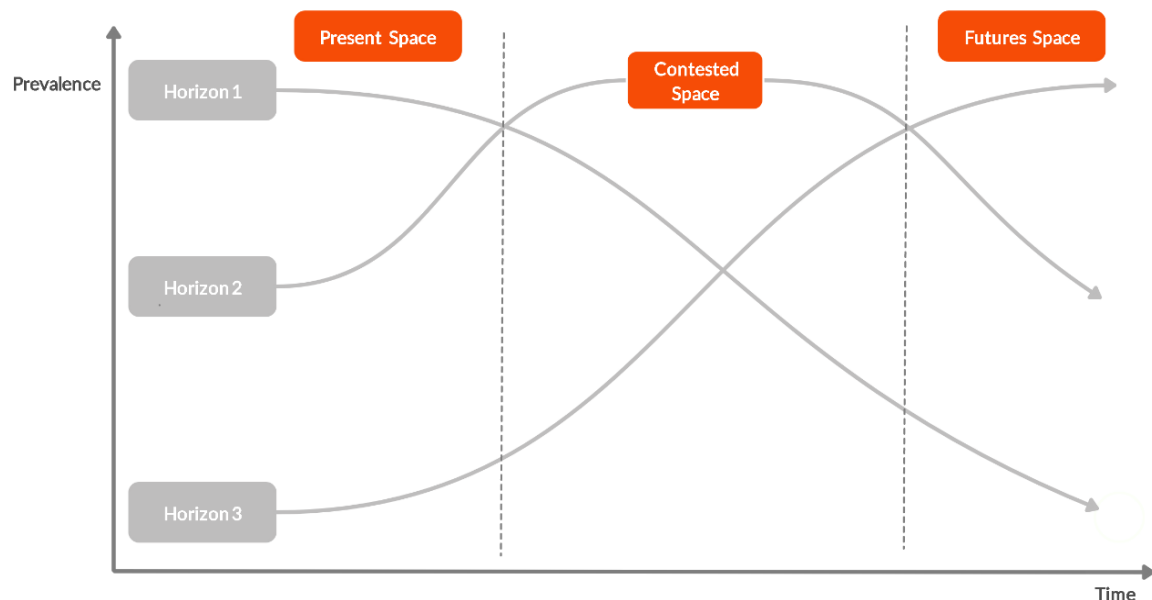 Present Space
Futures Space
Contested
Space
Prevalence
Horizon 1
Horizon 2
Horizon 3
Time